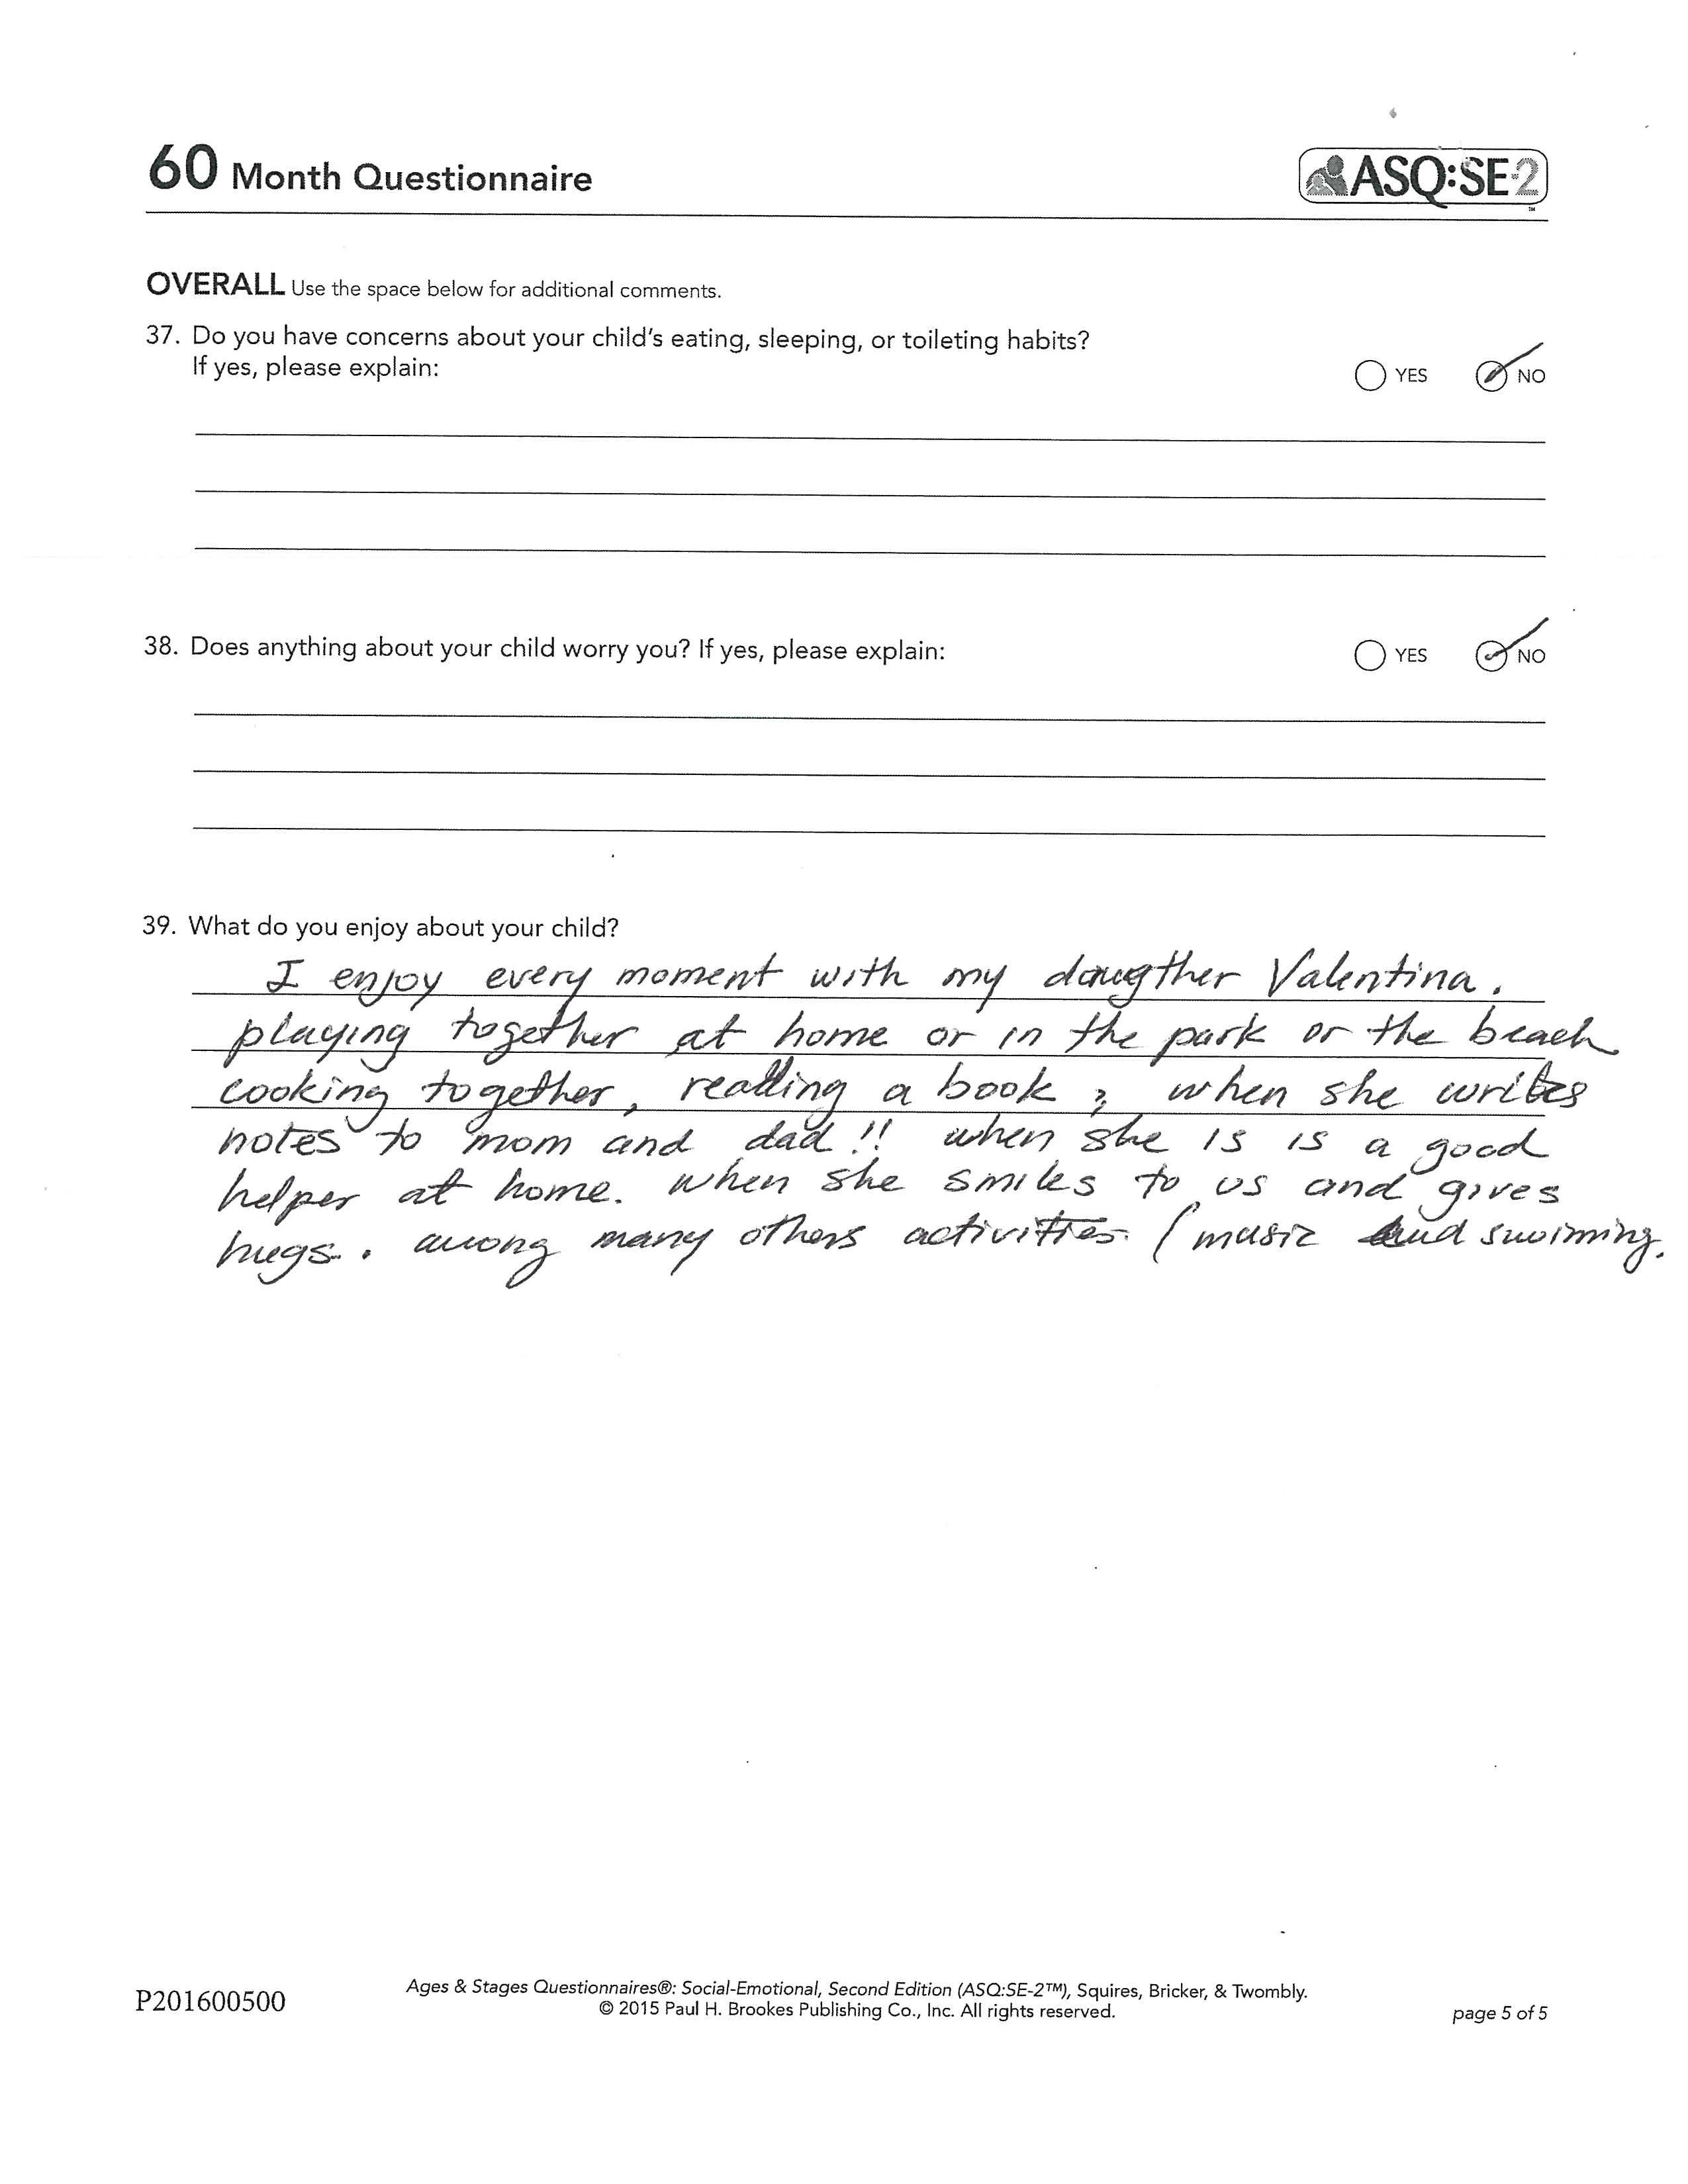 60 Month Questionnaire
ASQ:SE-2™
OVERALL Use the space below for additional comments.
37. Do you have concerns about your child's eating, sleeping, or toileting habits?
If yes, please explain:
YES NO
38. Does anything about your child worry you? If yes, please explain:
YES NO
39. What do you enjoy about your child?
I enjoy every moment with my daugther Valentina.
playing together at home or in the park or the beach
cooking together, reading a book, when she writes
notes to mom and dad!! when she is is a good
helper at home. when she smiles to us and gives
hugs. among many others activities (music and swimming.
P201600500
Ages & Stages Questionnaires®: Social-Emotional, Second Edition (ASQ:SE-2™), Squires, Bricker, & Twombly.
© 2015 Paul H. Brookes Publishing Co., Inc. All rights reserved.
page 5 of 5